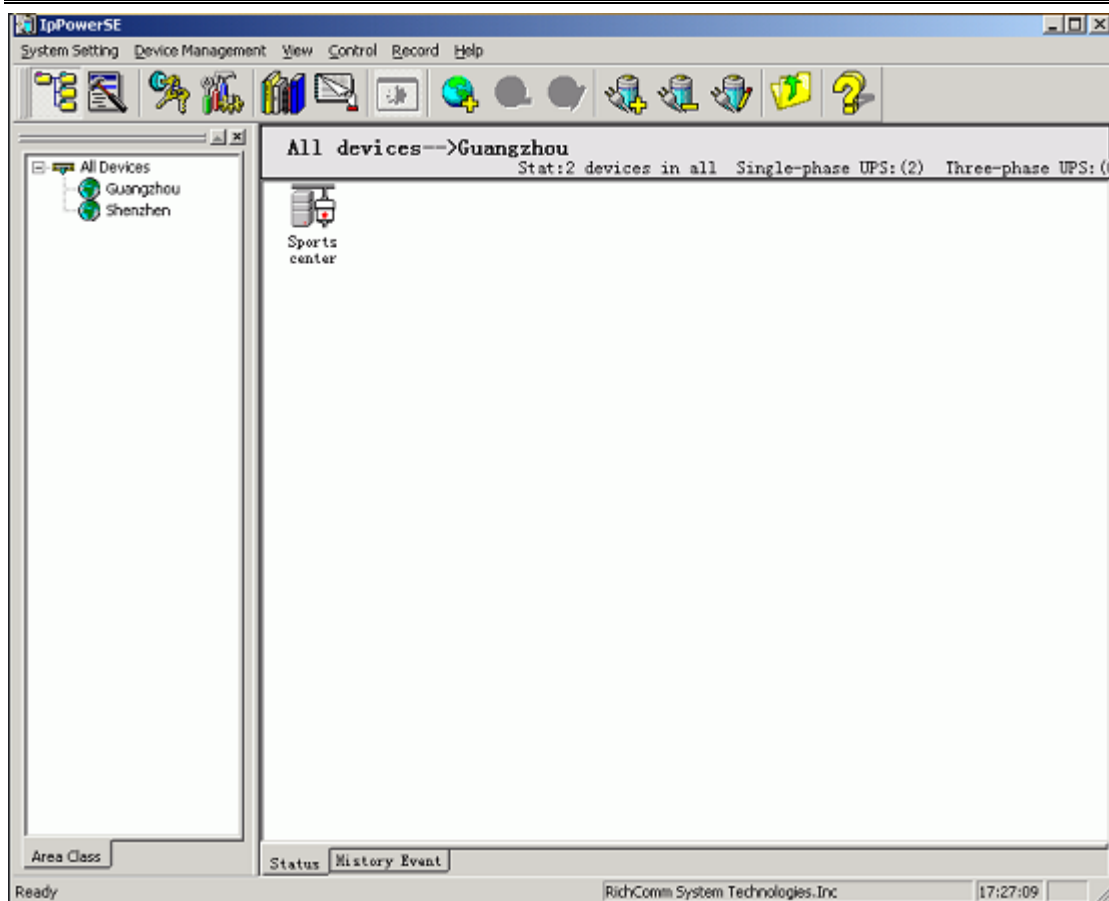 IpPowerSE
System Setting Device Management View Control Record Help
All devices-->Guangzhou
Stat:2 devices in all Single-phase UPS:(2) Three-phase UPS:(
All Devices
Guangzhou
Shenzhen
Sports
center
Area Class
Status History Event
Ready RichComm System Technologies.Inc 17:27:09